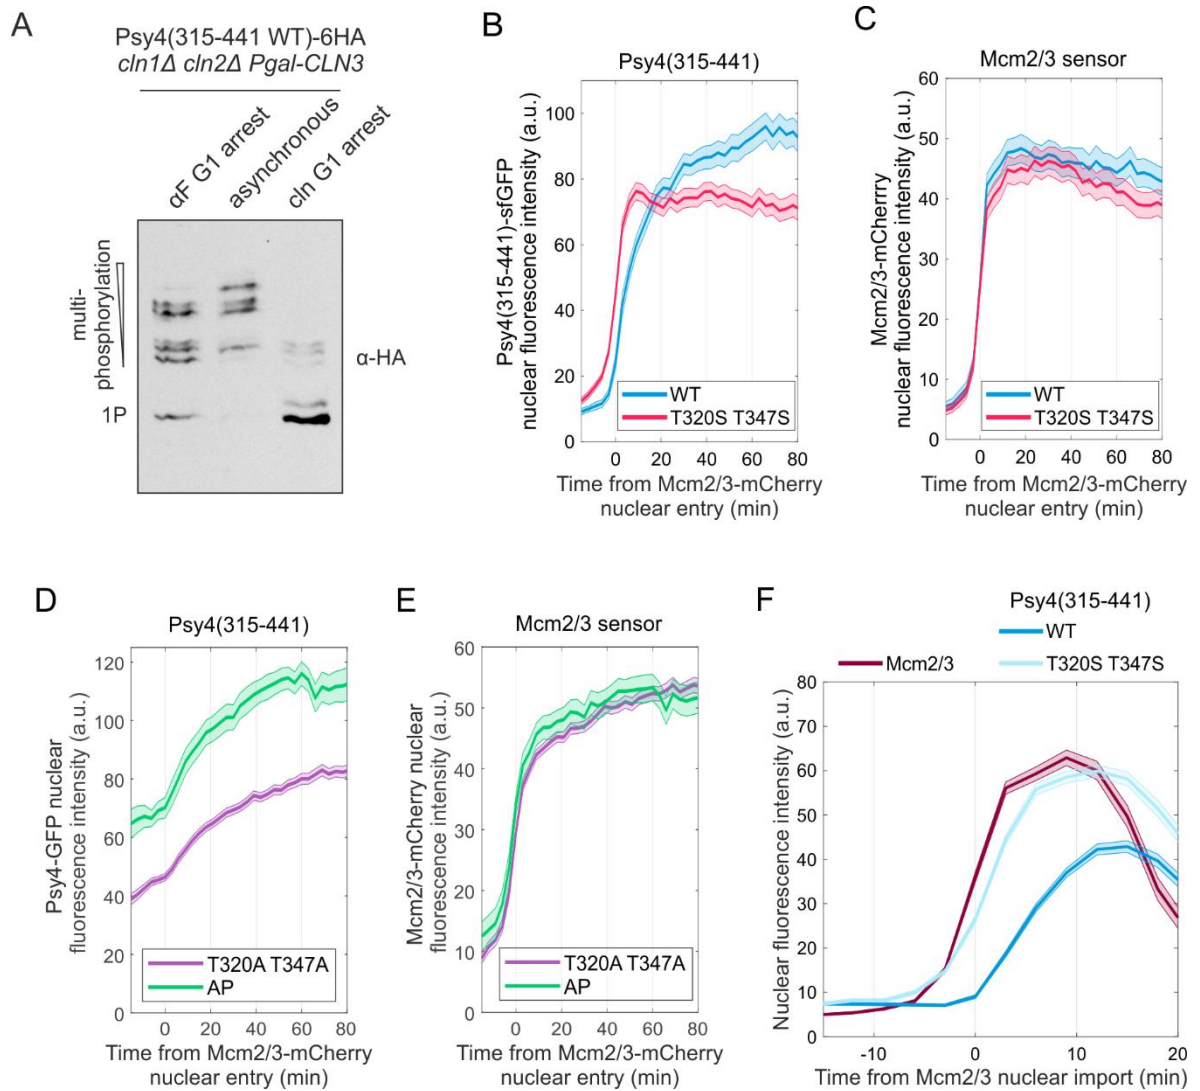 A
Psy4(315-441 WT)-6HA
cln1Δ cln2Δ Pgal-CLN3
αF G1 arrest
asynchronous
cln G1 arrest
multi-
phosphorylation
1P
α-HA
B
Psy4(315-441)
Psy4(315-441)-sfGFP
nuclear fluorescence intensity (a.u.)
100
80
60
40
20
0
WT
T320S T347S
0 20 40 60 80
Time from Mcm2/3-mCherry
nuclear entry (min)
C
Mcm2/3 sensor
Mcm2/3-mCherry
nuclear fluorescence intensity (a.u.)
60
50
40
30
20
10
0
WT
T320S T347S
0 20 40 60 80
Time from Mcm2/3-mCherry
nuclear entry (min)
D
Psy4(315-441)
Psy4-GFP nuclear
fluorescence intensity (a.u.)
120
100
80
60
40
20
0
T320A T347A
AP
0 20 40 60 80
Time from Mcm2/3-mCherry
nuclear entry (min)
E
Mcm2/3 sensor
Mcm2/3-mCherry nuclear
fluorescence intensity (a.u.)
60
50
40
30
20
10
0
T320A T347A
AP
0 20 40 60 80
Time from Mcm2/3-mCherry
nuclear entry (min)
F
Psy4(315-441)
WT
Mcm2/3
T320S T347S
Nuclear fluorescence intensity (a.u.)
80
70
60
50
40
30
20
10
0
-10 0 10 20
Time from Mcm2/3 nuclear import (min)